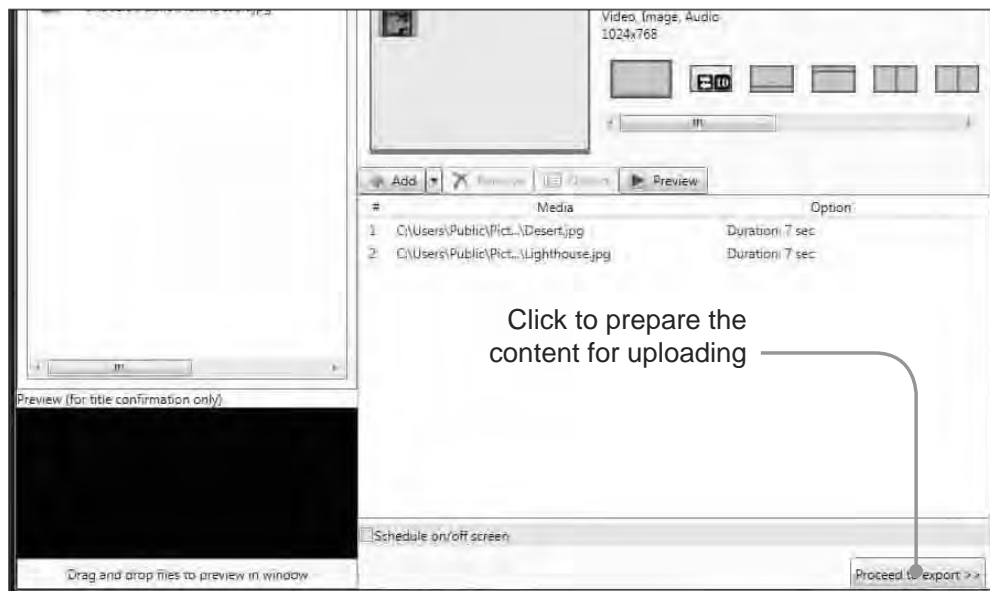 Video, Image, Audio
1024x768
Add Preview
# Media Option
1 C:\Users\Public\Pict...\Desert.jpg Duration: 7 sec
2 C:\Users\Public\Pict...\Lighthouse.jpg Duration: 7 sec
Click to prepare the
content for uploading
Preview (for title confirmation only)
Schedule on/off screen
Drag and drop files to preview in window
Proceed to export >>